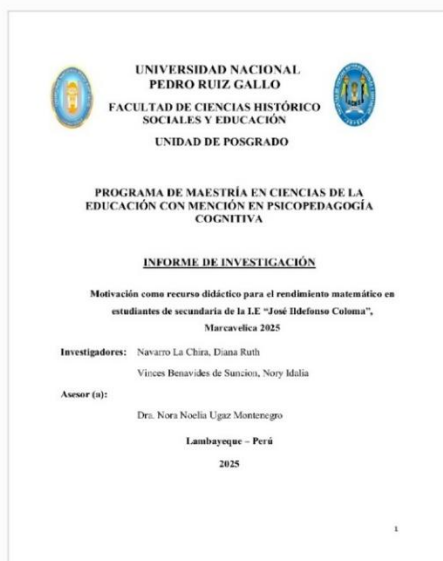 UNIVERSIDAD NACIONAL
PEDRO RUIZ GALLO
FACULTAD DE CIENCIAS HISTÓRICO
SOCIALES Y EDUCACIÓN
UNIDAD DE POSGRADO
PROGRAMA DE MAESTRÍA EN CIENCIAS DE LA
EDUCACIÓN CON MENCIÓN EN PSICOPEDAGOGÍA
COGNITIVA
INFORME DE INVESTIGACIÓN
Motivación como recurso didáctico para el rendimiento matemático en
estudiantes de secundaria de la I.E “José Ildefonso Coloma”,
Marcavelica 2025
Investigadores: Navarro La Chira, Diana Ruth
Vinces Benavides de Suncion, Nory Idalia
Asesor (a):
Dra. Nora Noelia Ugaz Montenegro
Lambayeque – Perú
2025
1